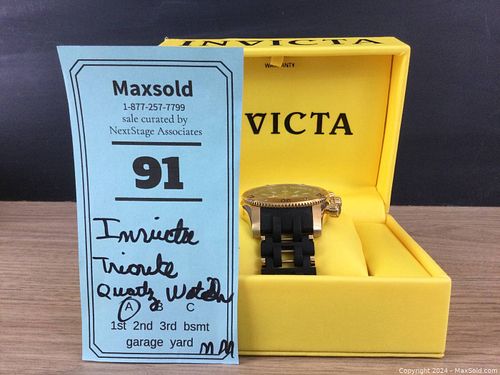 INVICTA
WARRANTY
INVICTA
Maxsold
1-877-257-7799
sale curated by
NextStage Associates
91
Invicta
Quartz Watch
A B C
1st 2nd 3rd bsmt
garage yard
Copyright 2024 - MaxSold.com